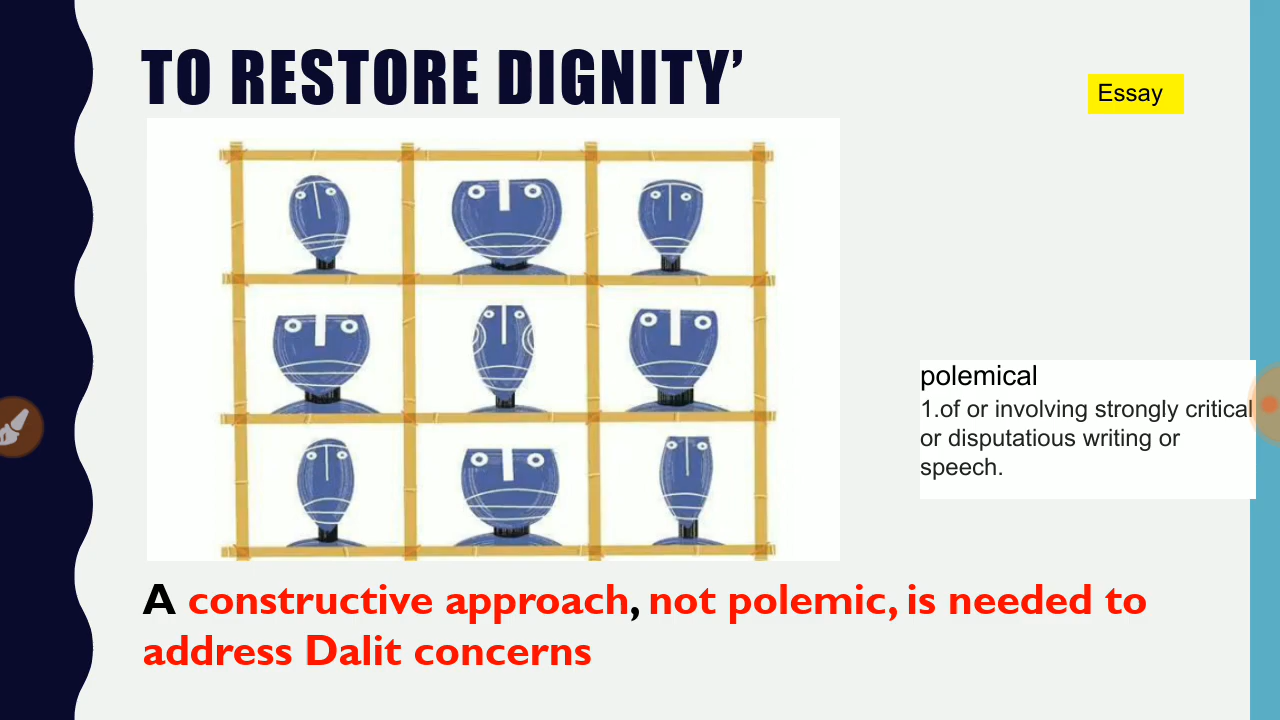 TO RESTORE DIGNITY’
Essay
polemical
1.of or involving strongly critical
or disputatious writing or
speech.
A constructive approach, not polemic, is needed to
address Dalit concerns